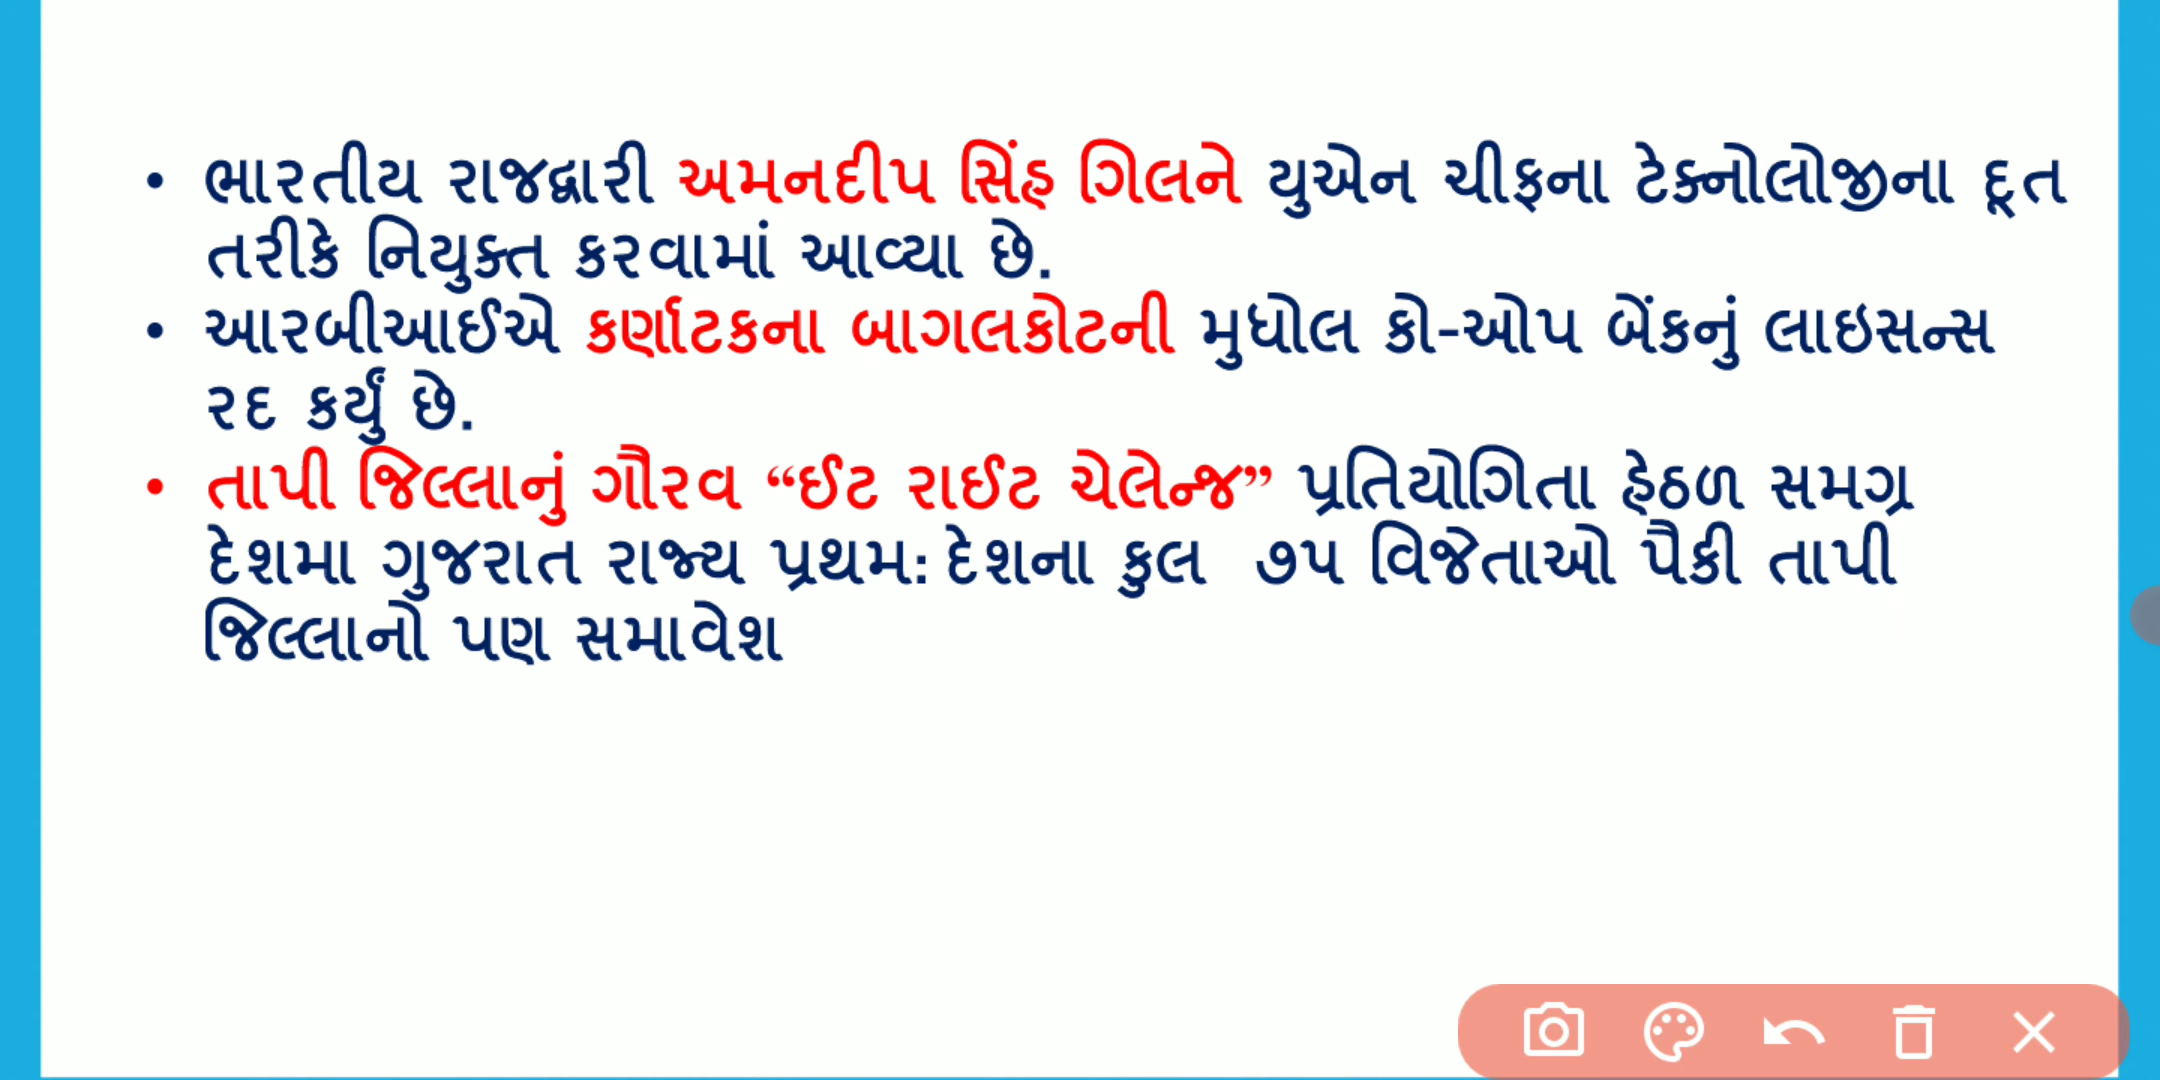 • ભારતીય રાજદ્વારી અમનદીપ સિંહ ગિલને યુએન ચીફના ટેક્નોલોજીના દૂત
તરીકે નિયુક્ત કરવામાં આવ્યા છે.
• આરબીઆઈએ કર્ણાટકના બાગલકોટની મુધોલ કો-ઓપ બેંકનું લાઇસન્સ
રદ કર્યું છે.
• તાપી જિલ્લાનું ગૌરવ “ઈટ રાઈટ ચેલેન્જ” પ્રતિયોગિતા હેઠળ સમગ્ર
દેશમા ગુજરાત રાજ્ય પ્રથમ: દેશના કુલ ૭૫ વિજેતાઓ પૈકી તાપી
જિલ્લાનો પણ સમાવેશ